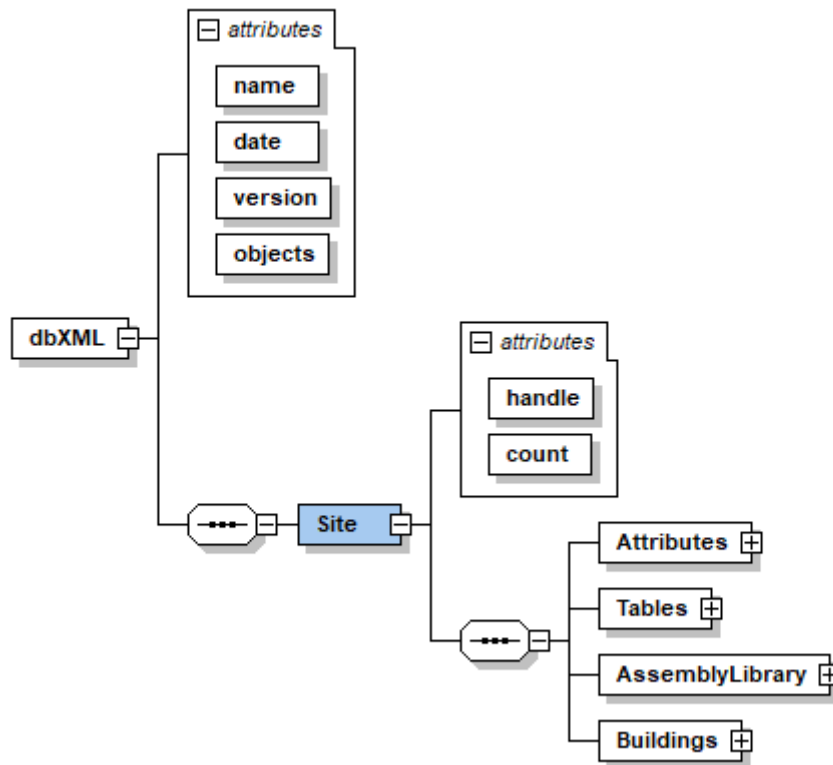 attributes
name
date
version
objects
dbXML
attributes
handle
count
Site
Attributes
Tables
AssemblyLibrary
Buildings